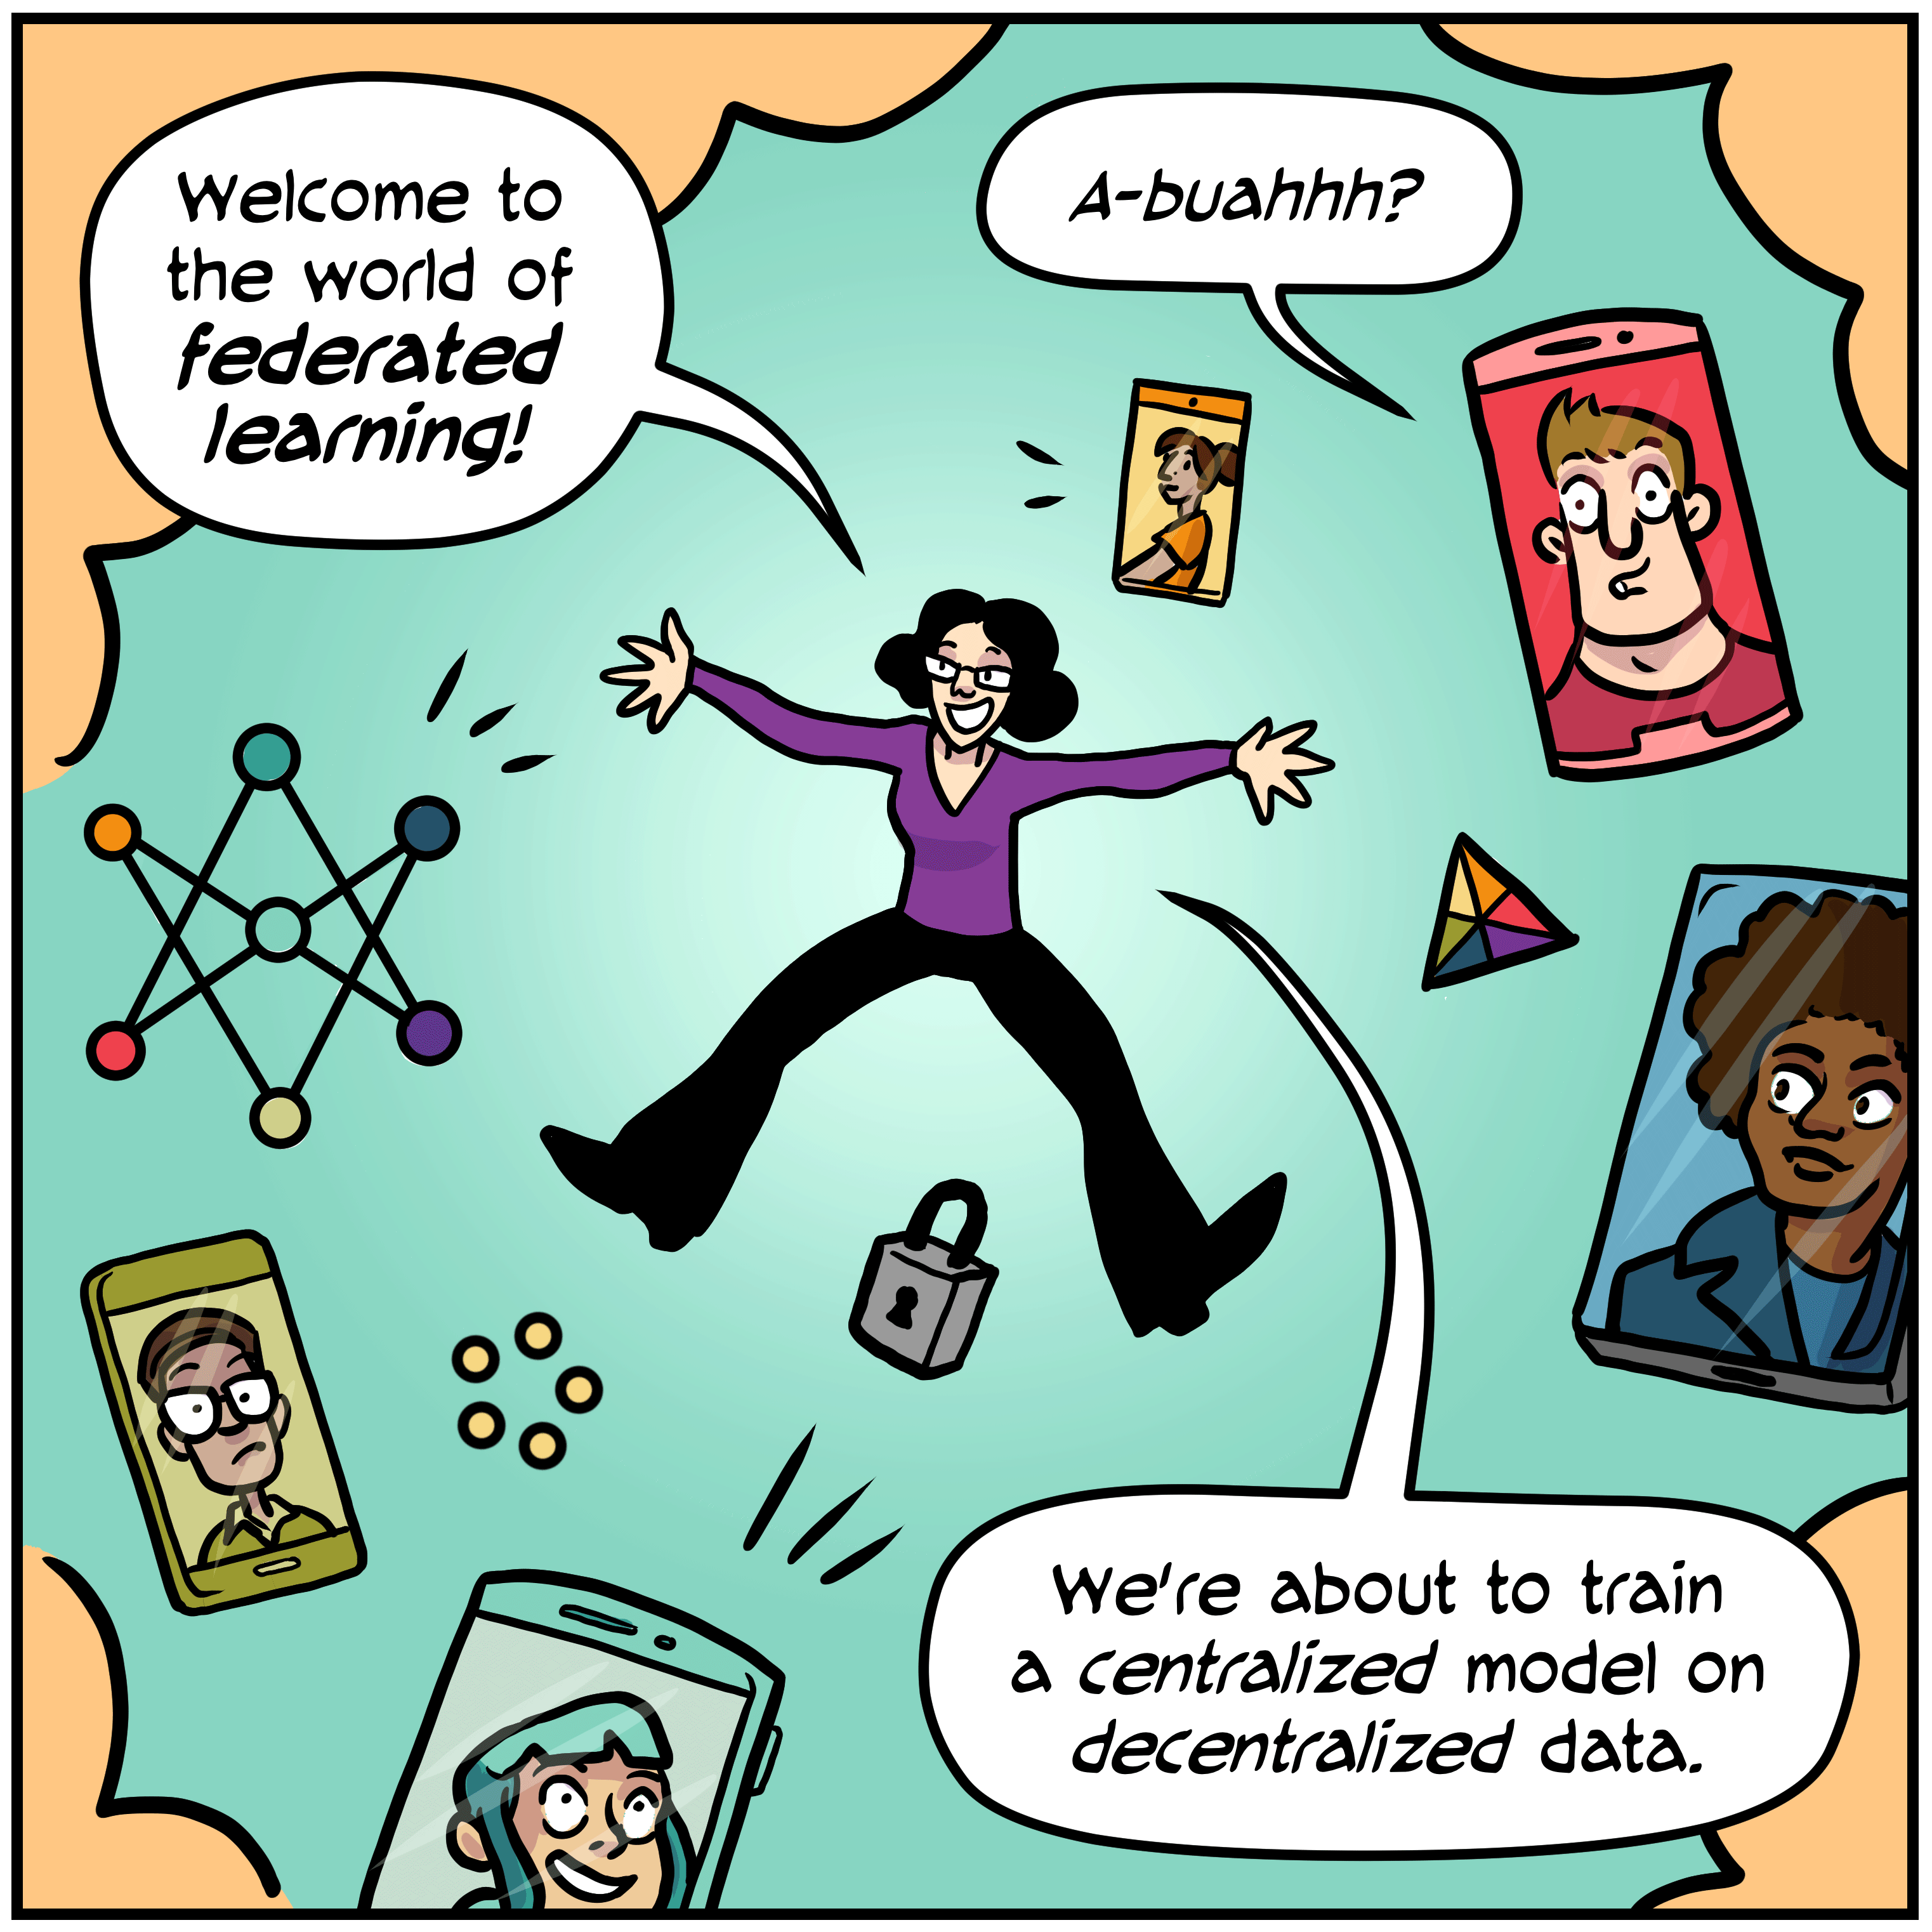 Welcome to
the world of
federated
learning!
A-buahhh?
We're about to train
a centralized model on
decentralized data.